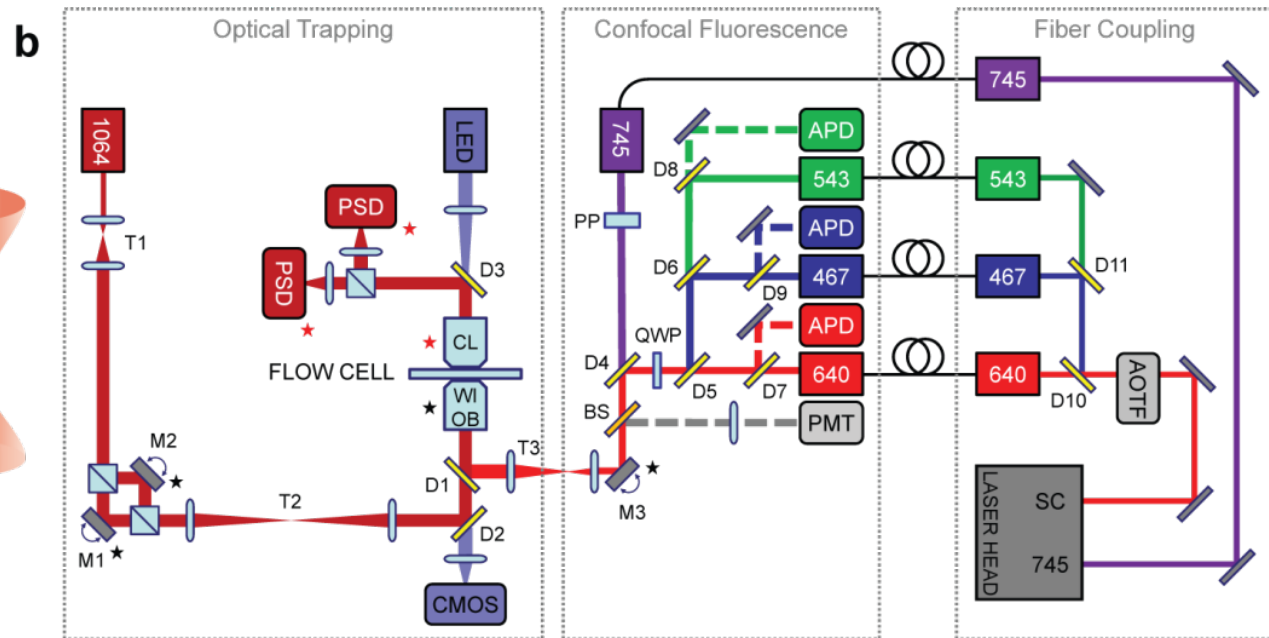 b
Optical Trapping
Confocal Fluorescence
Fiber Coupling
1064
LED
PSD
PSD
T1
D3
CL
FLOW CELL
WI
OB
M2
M1
T2
D1
D2
T3
CMOS
745
APD
D8
543
PP
APD
D6
D9
467
APD
QWP
D4
D5
D7
640
BS
PMT
M3
745
543
D11
467
640
D10
AOTF
LASER HEAD
SC
745